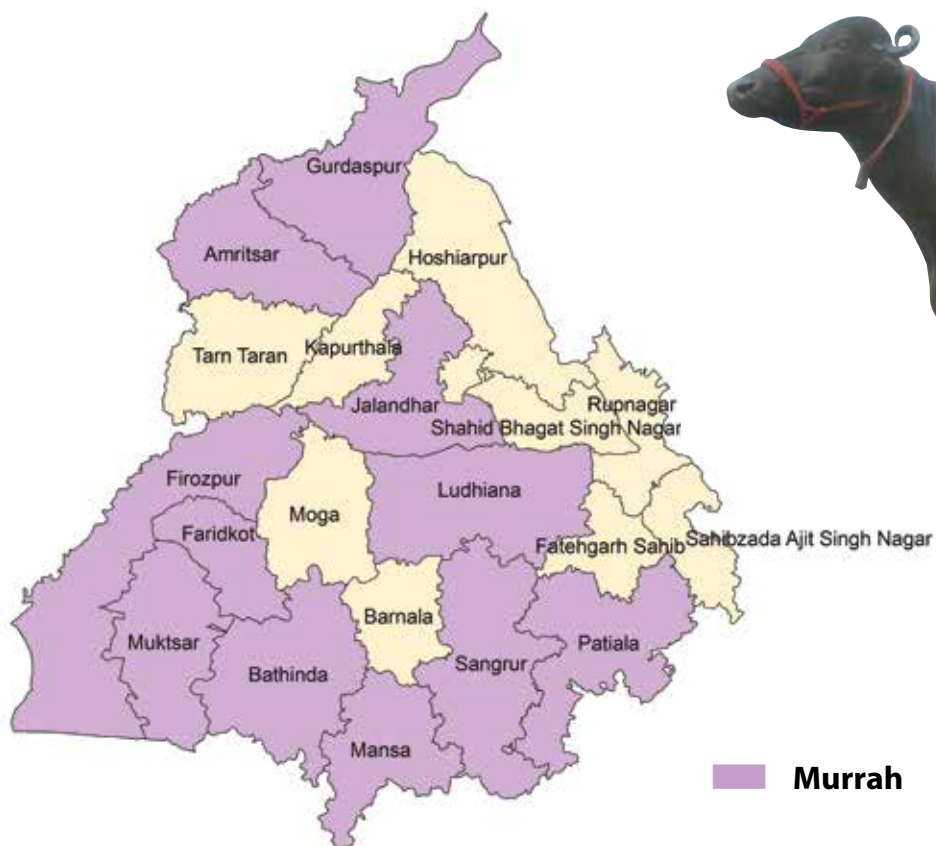 Gurdaspur
Amritsar
Hoshiarpur
Tarn Taran
Kapurthala
Jalandhar
Rupnagar
Shahid Bhagat Singh Nagar
Firozpur
Ludhiana
Moga
Faridkot
Fatehgarh Sahib
Sahibzada Ajit Singh Nagar
Barnala
Muktsar
Patiala
Bathinda
Sangrur
Mansa
Murrah